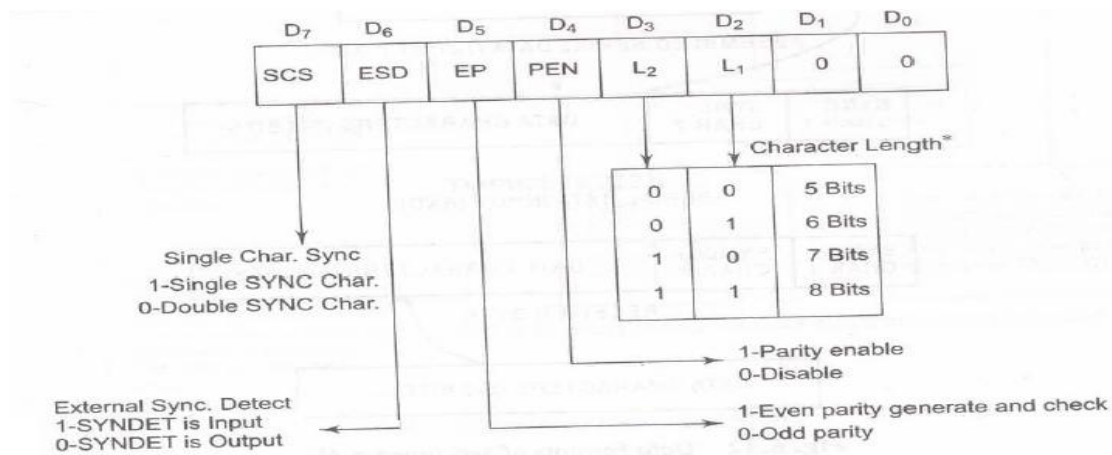 D7 D6 D5 D4 D3 D2 D1 D0
SCS ESD EP PEN L2 L1 0 0
Character Length*
0 0 5 Bits
0 1 6 Bits
1 0 7 Bits
1 1 8 Bits
Single Char. Sync
1-Single SYNC Char.
0-Double SYNC Char.
1-Parity enable
0-Disable
External Sync. Detect
1-SYNDET is Input
0-SYNDET is Output
1-Even parity generate and check
0-Odd parity